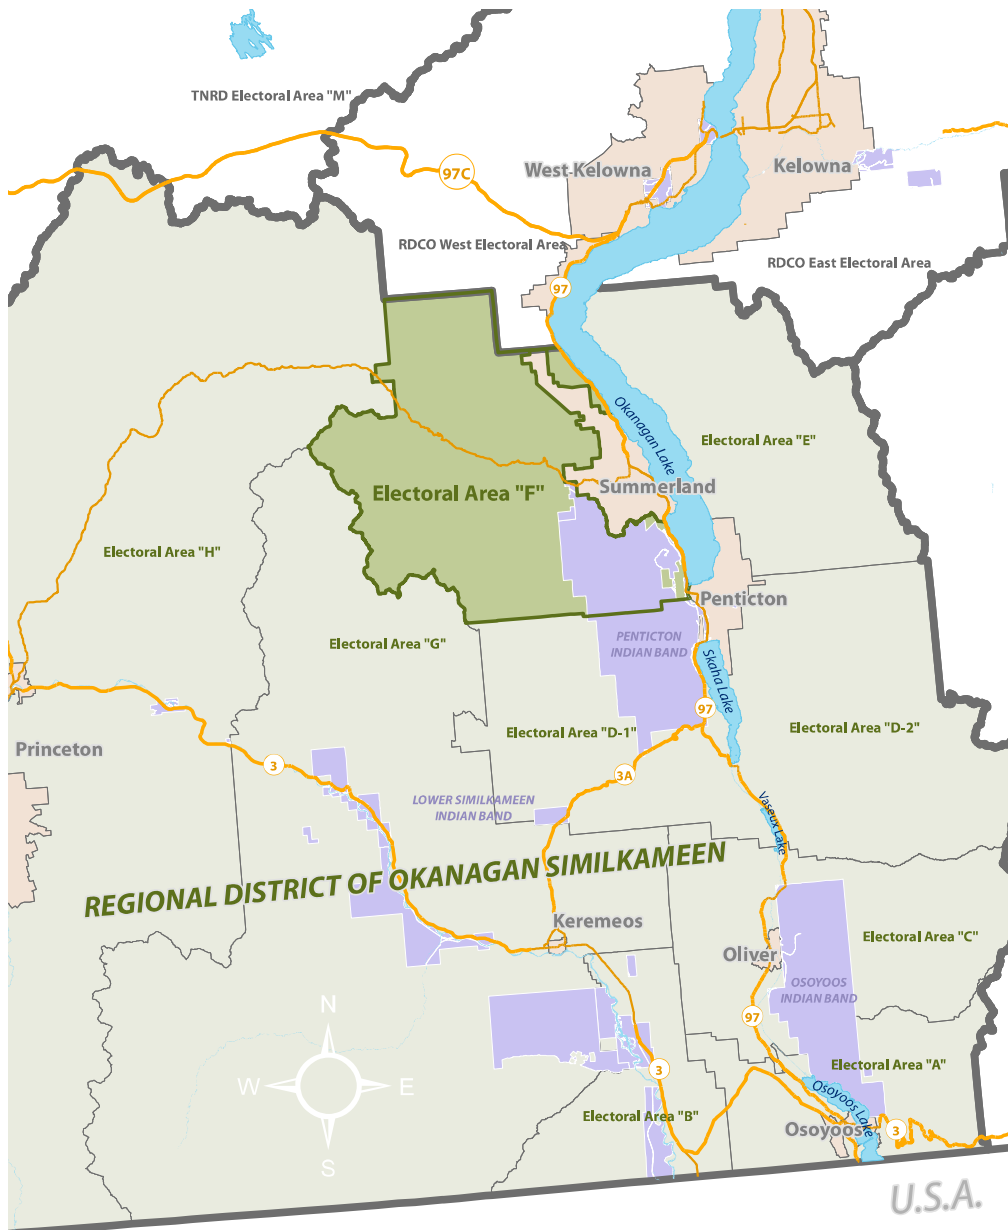 TNRD Electoral Area "M"
97C
West Kelowna
Kelowna
RDCO West Electoral Area
RDCO East Electoral Area
97
Okanagan Lake
Electoral Area "E"
Electoral Area "F"
Summerland
Electoral Area "H"
Penticton
Electoral Area "G"
PENTICTON
INDIAN BAND
Skaha Lake
97
Electoral Area "D-1"
Electoral Area "D-2"
Princeton
3
3A
LOWER SIMILKAMEEN
INDIAN BAND
Vaseux Lake
REGIONAL DISTRICT OF OKANAGAN SIMILKAMEEN
Keremeos
Oliver
Electoral Area "C"
OSOYOOS
INDIAN BAND
N
97
W
E
3
Electoral Area "A"
Osoyoos Lake
Electoral Area "B"
Osoyoos
3
S
U.S.A.